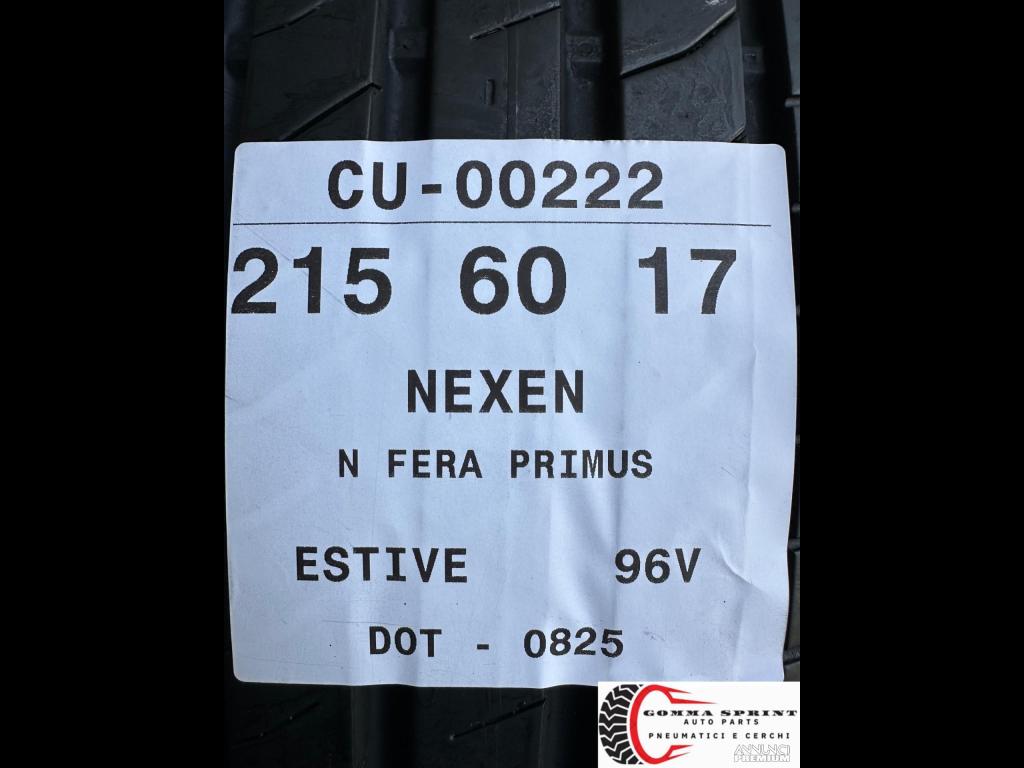 CU-00222
215 60 17
NEXEN
N FERA PRIMUS
ESTIVE 96V
DOT - 0825
GOMMA SPRINT
AUTO PARTS
PNEUMATICI E CERCHI
ANNUNCI
PREMIUM